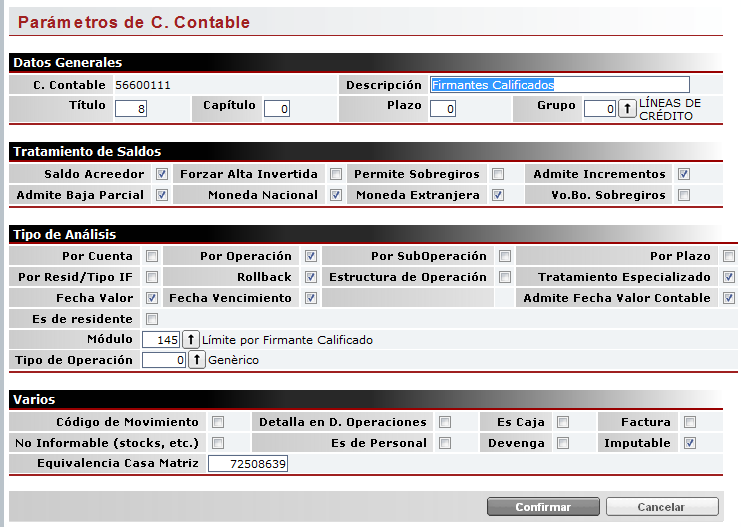 Parámetros de C. Contable
Datos Generales
C. Contable 56600111 Descripción Firmantes Calificados
Título 8 Capítulo 0 Plazo 0 Grupo 0 LÍNEAS DE
CRÉDITO
Tratamiento de Saldos
Saldo Acreedor Forzar Alta Invertida Permite Sobregiros Admite Incrementos
Admite Baja Parcial Moneda Nacional Moneda Extranjera Vo.Bo. Sobregiros
Tipo de Análisis
Por Cuenta Por Operación Por SubOperación Por Plazo
Por Resid/Tipo IF Rollback Estructura de Operación Tratamiento Especializado
Fecha Valor Fecha Vencimiento Admite Fecha Valor Contable
Es de residente
Módulo 145 Límite por Firmante Calificado
Tipo de Operación 0 Genèrico
Varios
Código de Movimiento Detalla en D. Operaciones Es Caja Factura
No Informable (stocks, etc.) Es de Personal Devenga Imputable
Equivalencia Casa Matriz 72508639
Confirmar Cancelar